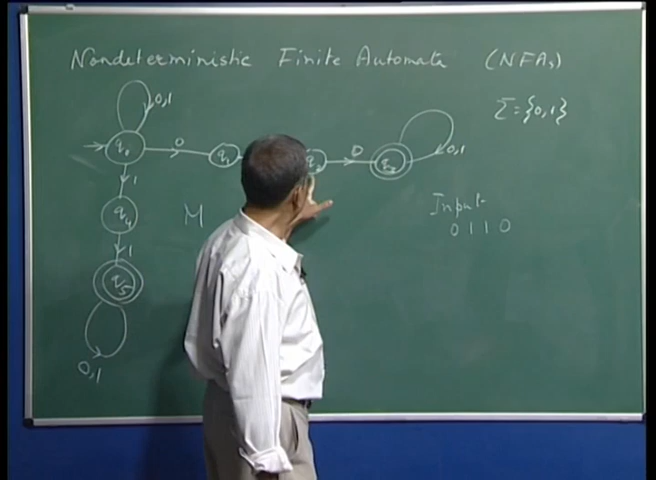 Nondeterministic Finite Automata (NFAs)
Σ={0,1}
0,1
q0 0 q1 q2 0 q3 0,1
1
q4 M
1
q5
0,1
Input
0 1 1 0